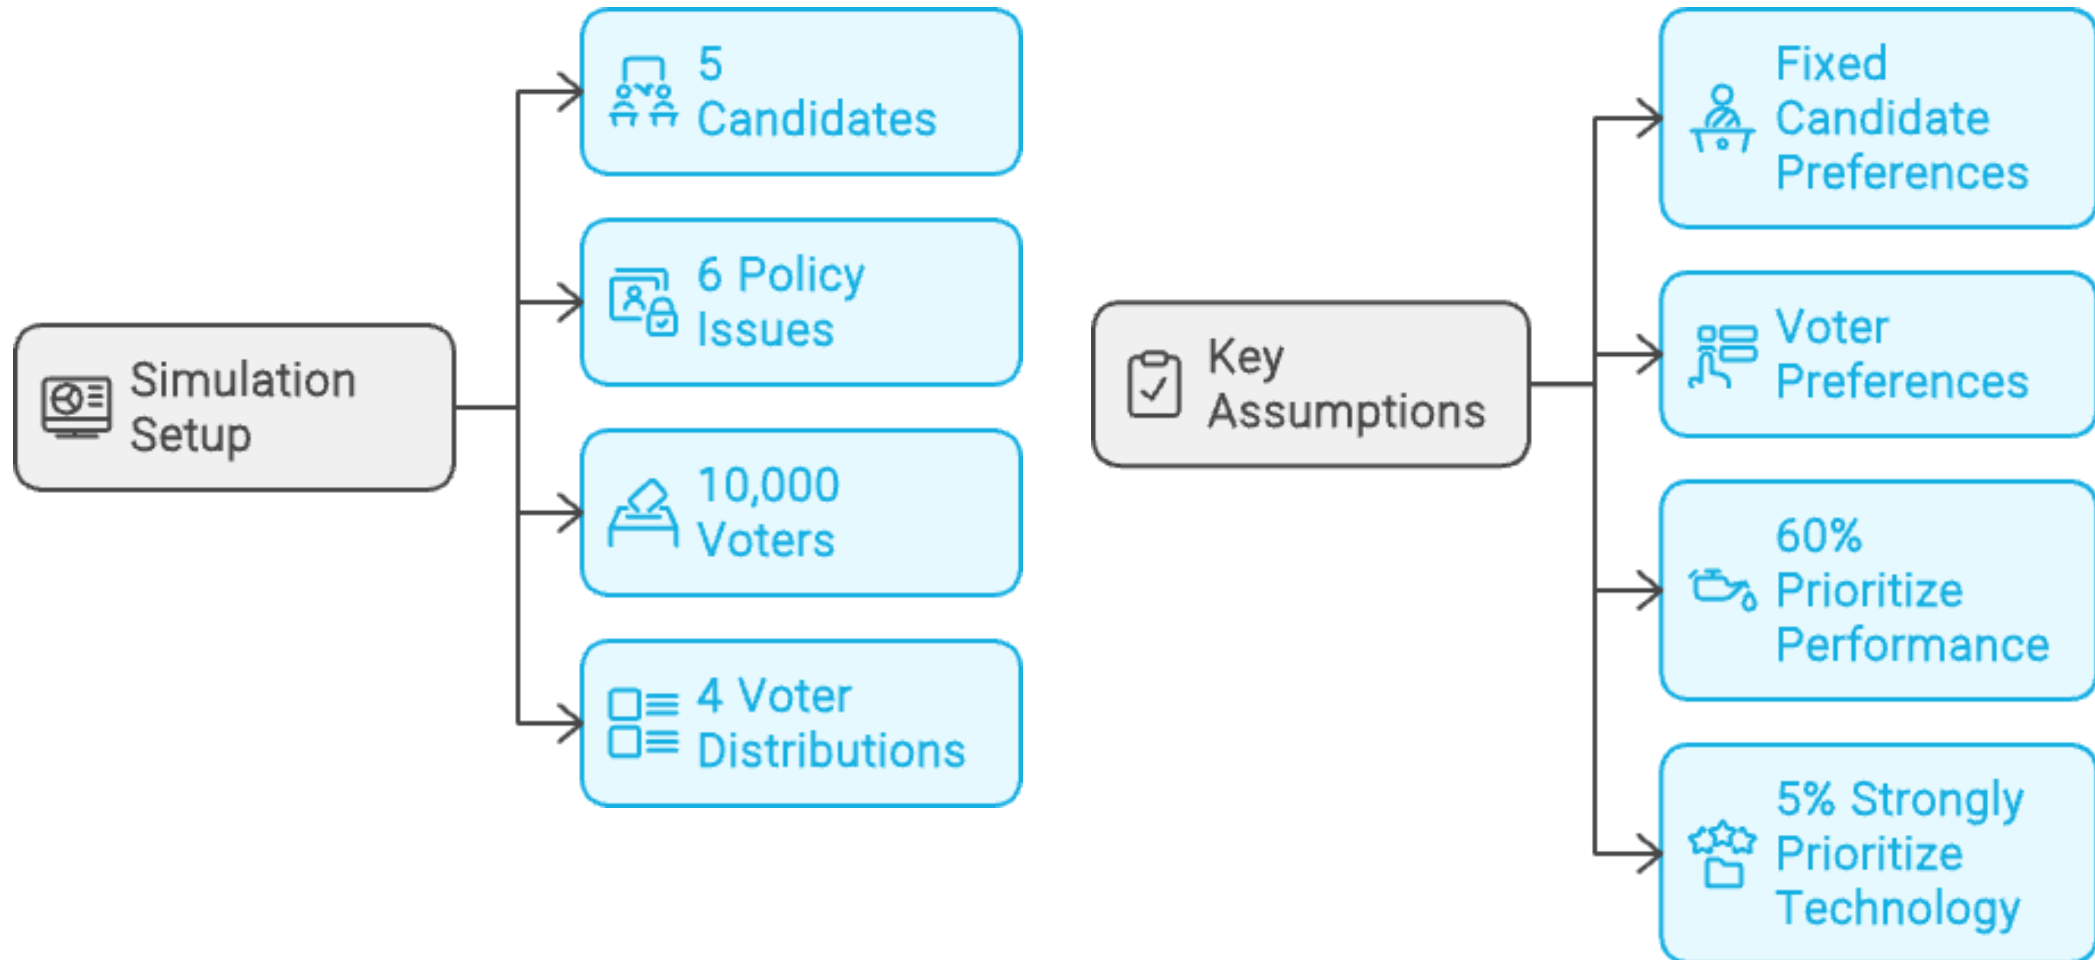 Simulation
Setup
5
Candidates
6 Policy
Issues
10,000
Voters
4 Voter
Distributions
Key
Assumptions
Fixed
Candidate
Preferences
Voter
Preferences
60%
Prioritize
Performance
5% Strongly
Prioritize
Technology